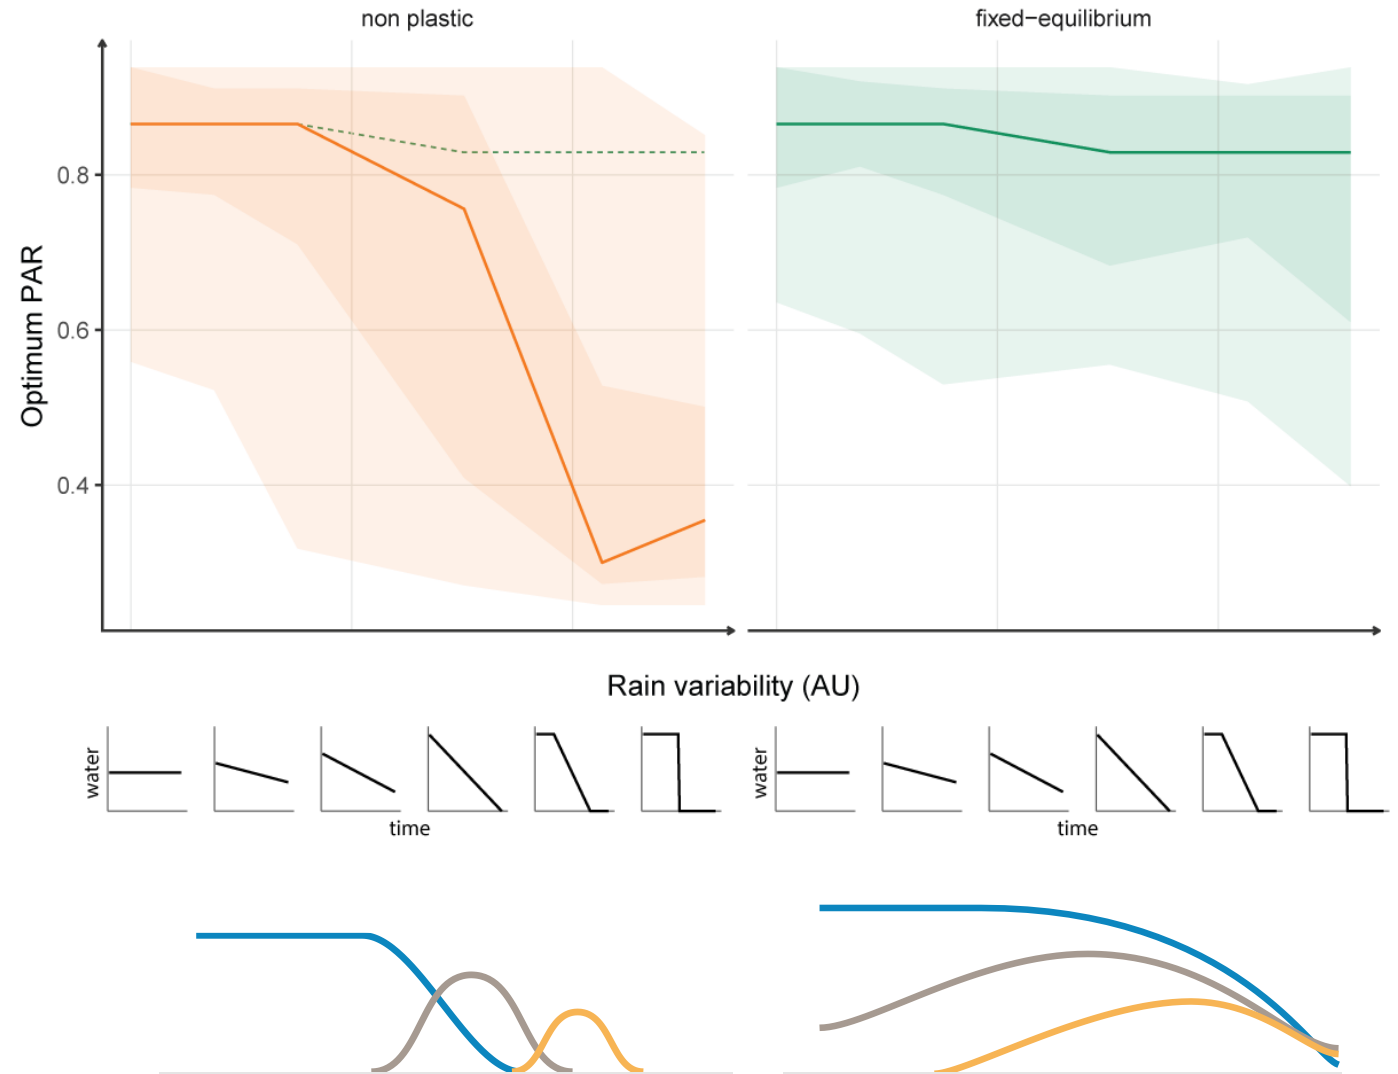 non plastic
fixed−equilibrium
Optimum PAR
0.8
0.6
0.4
Rain variability (AU)
water
time
water
time